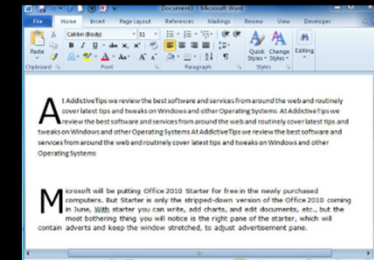 Document3 - Microsoft Word
File Home Insert Page Layout References Mailings Review View Developer
Calibri (Body) 11
Paste
Quick Styles
Change Styles
Editing
Clipboard Font Paragraph Styles
At AddictiveTips we review the best software and services from around the web and routinely
cover latest tips and tweaks on Windows and other Operating Systems. At AddictiveTips we
review the best software and services from around the web and routinely cover latest tips and
tweaks on Windows and other Operating Systems At AddictiveTips we review the best software and
services from around the web and routinely cover latest tips and tweaks on Windows and other
Operating Systems
Microsoft will be putting Office 2010 Starter for free in the newly purchased
computers. But Starter is only the stripped-down version of the Office 2010 coming
in June, With starter you can write, add charts, and edit documents, etc., but the
most bothering thing you will notice is the right pane of the starter, which will
contain adverts and keep the window stretched, to adjust advertisement pane.